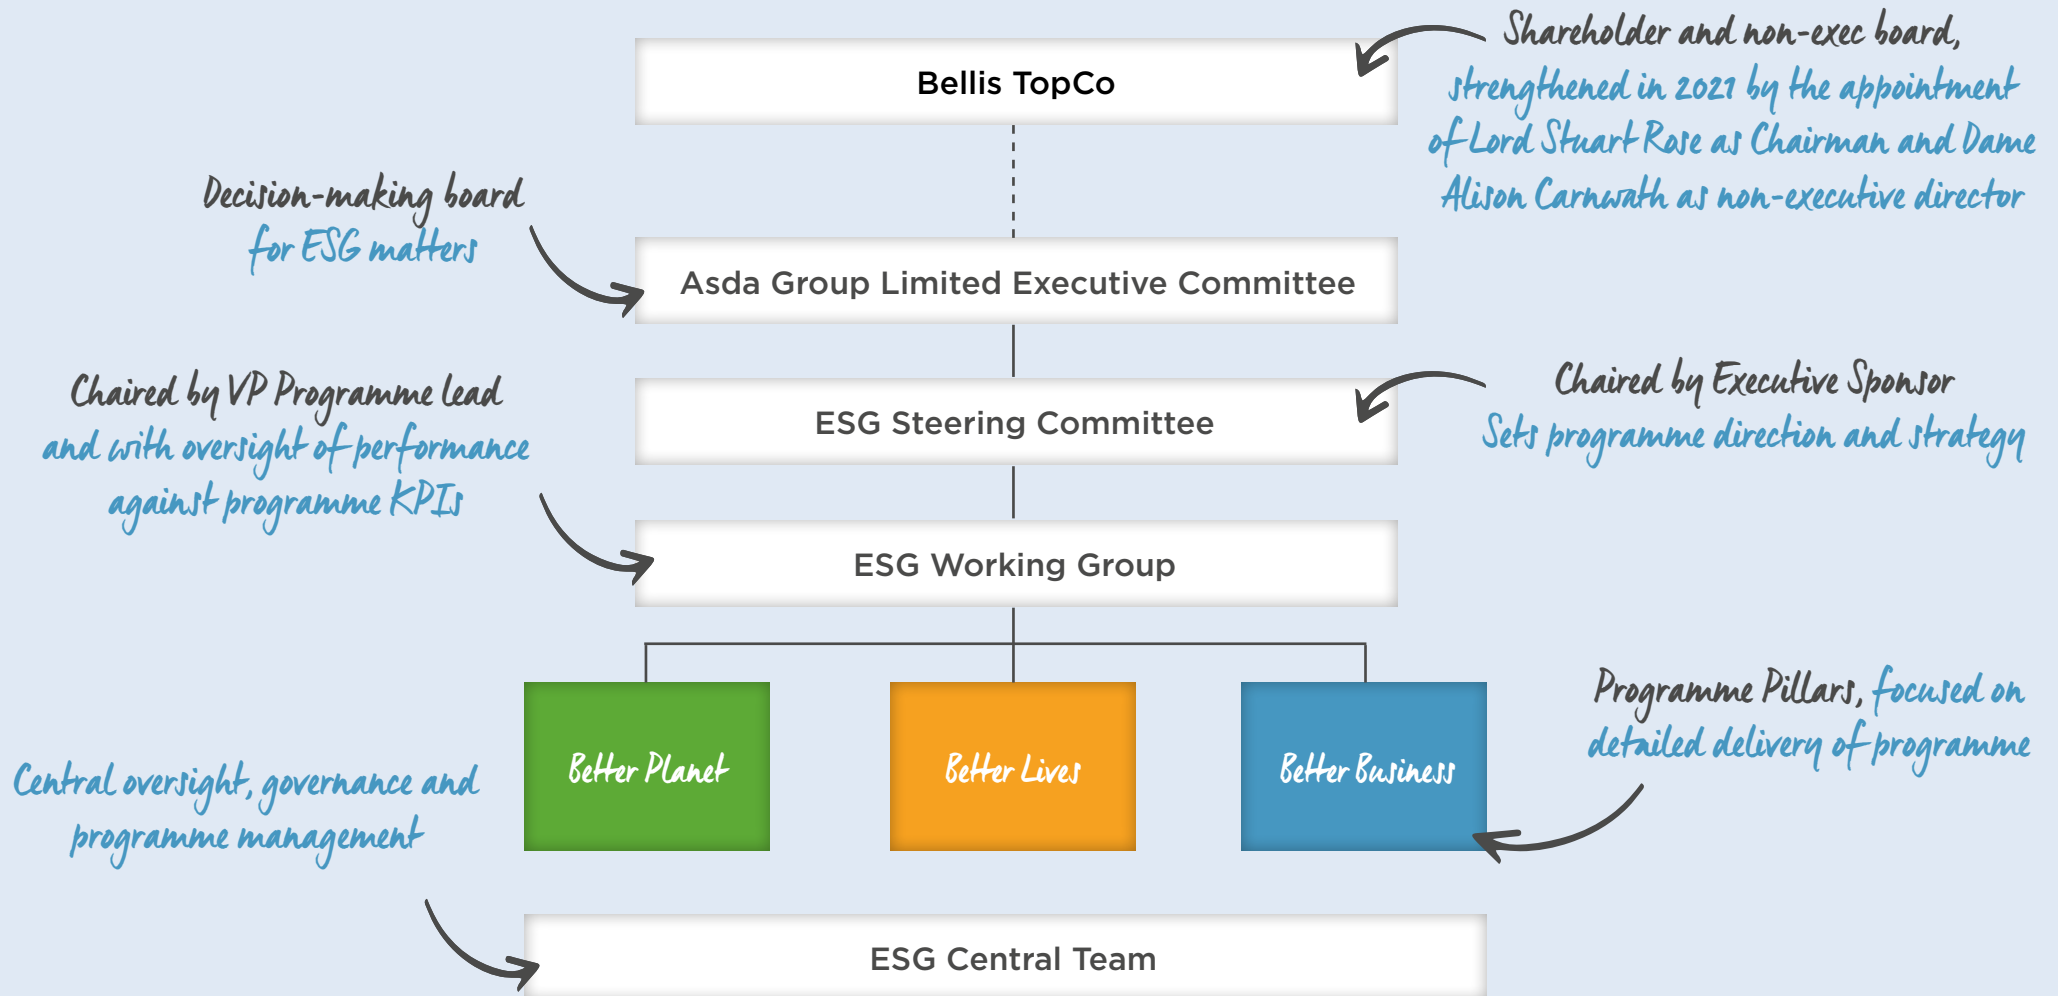 Bellis TopCo
Shareholder and non-exec board,
strengthened in 2021 by the appointment
of Lord Stuart Rose as Chairman and Dame
Alison Carnwath as non-executive director
Decision-making board
for ESG matters
Asda Group Limited Executive Committee
Chaired by VP Programme lead
and with oversight of performance
against programme KPIs
ESG Steering Committee
Chaired by Executive Sponsor
Sets programme direction and strategy
ESG Working Group
Better Planet
Better Lives
Better Business
Programme Pillars, focused on
detailed delivery of programme
Central oversight, governance and
programme management
ESG Central Team